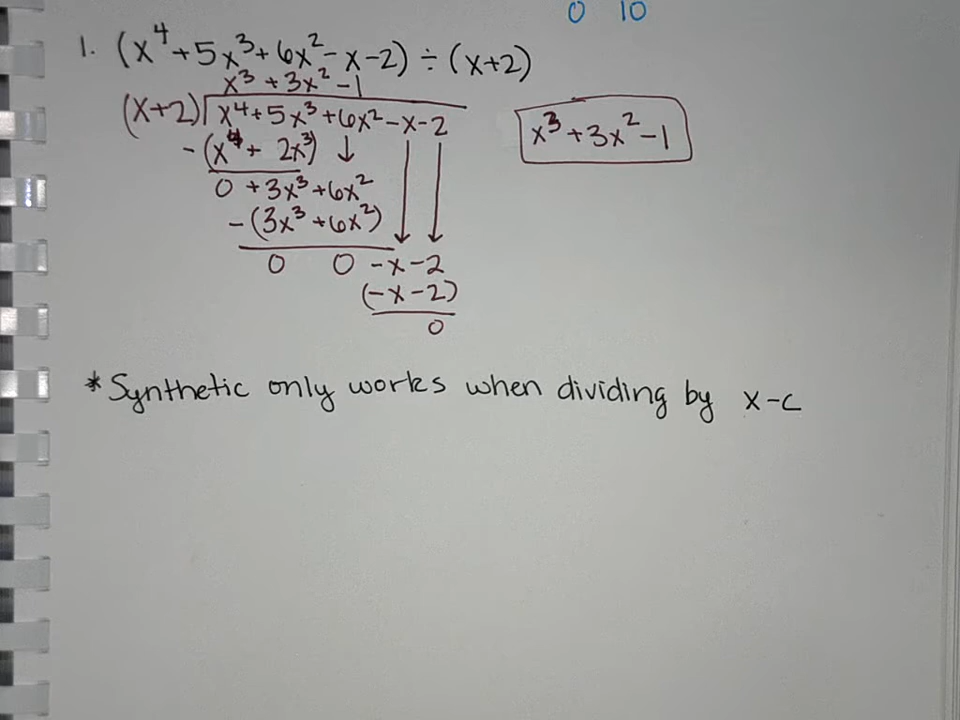 0 10
1. (x⁴+5x³+6x²-x-2) ÷ (x+2)
x³+3x²-1
(x+2) x⁴+5x³+6x²-x-2
x³+3x²-1
-(x⁴+ 2x³) ↓
0 +3x³+6x²
-(3x³+6x²)
0 0 -x-2
(-x-2)
0
*Synthetic only works when dividing by x-c